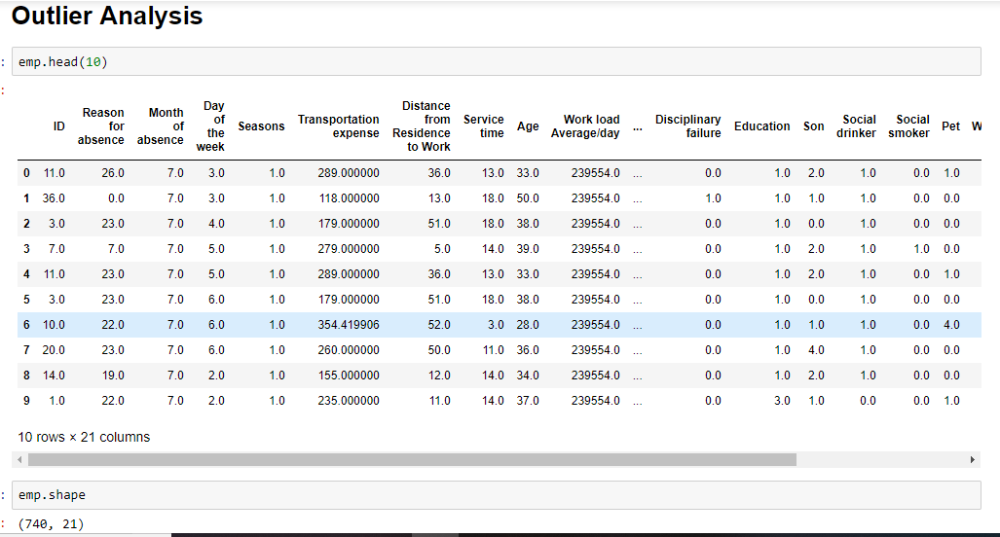 Outlier Analysis
: emp.head(10)
:
ID Reason for absence Month of absence Day of the week Seasons Transportation expense Distance from Residence to Work Service time Age Work load Average/day ... Disciplinary failure Education Son Social drinker Social smoker Pet W
0 11.0 26.0 7.0 3.0 1.0 289.000000 36.0 13.0 33.0 239554.0 ... 0.0 1.0 2.0 1.0 0.0 1.0
1 36.0 0.0 7.0 3.0 1.0 118.000000 13.0 18.0 50.0 239554.0 ... 1.0 1.0 1.0 1.0 0.0 0.0
2 3.0 23.0 7.0 4.0 1.0 179.000000 51.0 18.0 38.0 239554.0 ... 0.0 1.0 0.0 1.0 0.0 0.0
3 7.0 7.0 7.0 5.0 1.0 279.000000 5.0 14.0 39.0 239554.0 ... 0.0 1.0 2.0 1.0 1.0 0.0
4 11.0 23.0 7.0 5.0 1.0 289.000000 36.0 13.0 33.0 239554.0 ... 0.0 1.0 2.0 1.0 0.0 1.0
5 3.0 23.0 7.0 6.0 1.0 179.000000 51.0 18.0 38.0 239554.0 ... 0.0 1.0 0.0 1.0 0.0 0.0
6 10.0 22.0 7.0 6.0 1.0 354.419906 52.0 3.0 28.0 239554.0 ... 0.0 1.0 1.0 1.0 0.0 4.0
7 20.0 23.0 7.0 6.0 1.0 260.000000 50.0 11.0 36.0 239554.0 ... 0.0 1.0 4.0 1.0 0.0 0.0
8 14.0 19.0 7.0 2.0 1.0 155.000000 12.0 14.0 34.0 239554.0 ... 0.0 1.0 2.0 1.0 0.0 0.0
9 1.0 22.0 7.0 2.0 1.0 235.000000 11.0 14.0 37.0 239554.0 ... 0.0 3.0 1.0 0.0 0.0 1.0
10 rows × 21 columns
: emp.shape
: (740, 21)